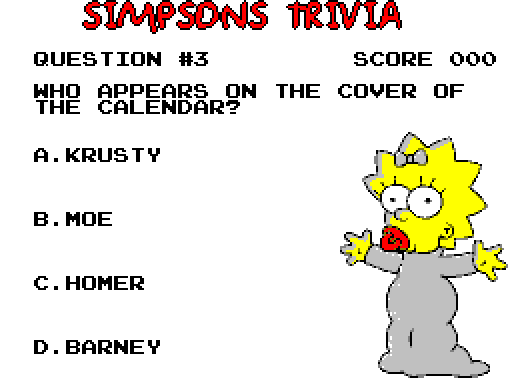 SIMPSONS TRIVIA
QUESTION #3 SCORE 000
WHO APPEARS ON THE COVER OF
THE CALENDAR?
A.KRUSTY
B.MOE
C.HOMER
D.BARNEY